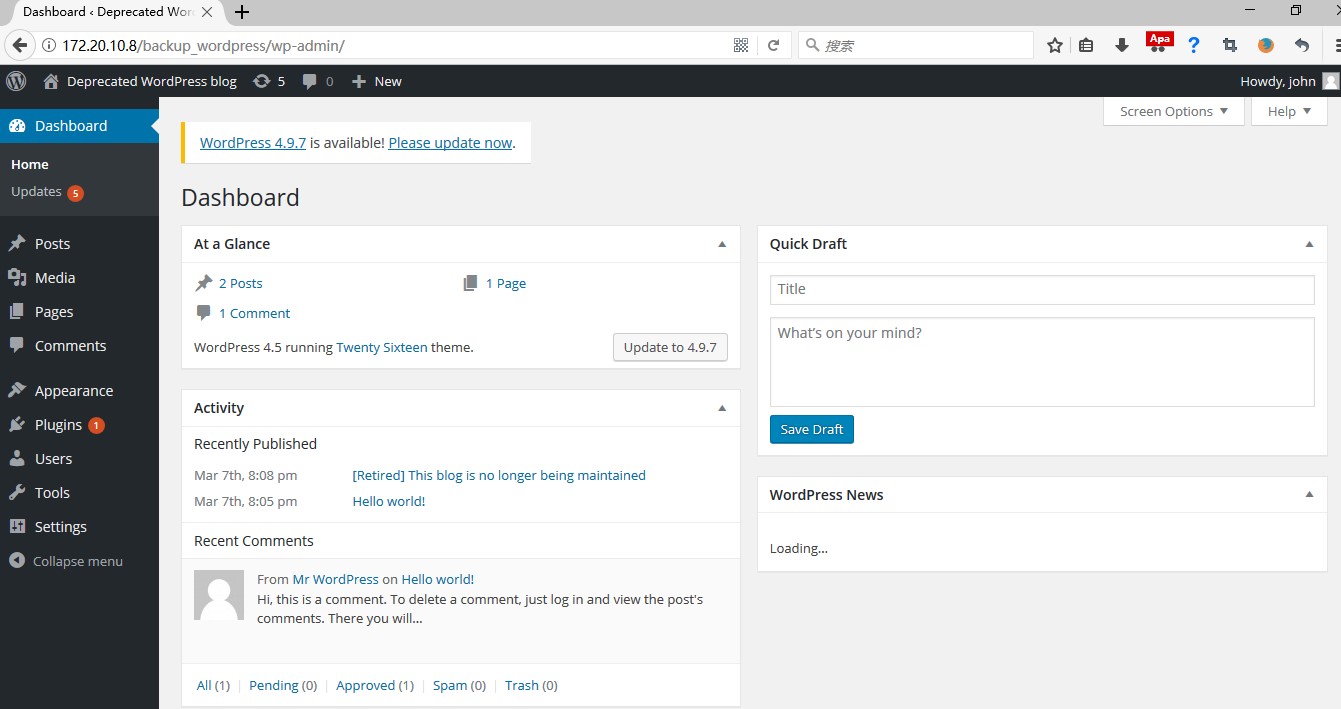 Dashboard ‹ Deprecated Wor
172.20.10.8/backup_wordpress/wp-admin/
搜索
Apa
Deprecated WordPress blog 5 0 New Howdy, john
Screen Options Help
Dashboard
Home
Updates 5
Posts
Media
Pages
Comments
Appearance
Plugins 1
Users
Tools
Settings
Collapse menu
WordPress 4.9.7 is available! Please update now.
Dashboard
At a Glance
2 Posts 1 Page
1 Comment
WordPress 4.5 running Twenty Sixteen theme. Update to 4.9.7
Activity
Recently Published
Mar 7th, 8:08 pm [Retired] This blog is no longer being maintained
Mar 7th, 8:05 pm Hello world!
Recent Comments
From Mr WordPress on Hello world!
Hi, this is a comment. To delete a comment, just log in and view the post's
comments. There you will...
All (1) | Pending (0) | Approved (1) | Spam (0) | Trash (0)
Quick Draft
Title
What's on your mind?
Save Draft
WordPress News
Loading...